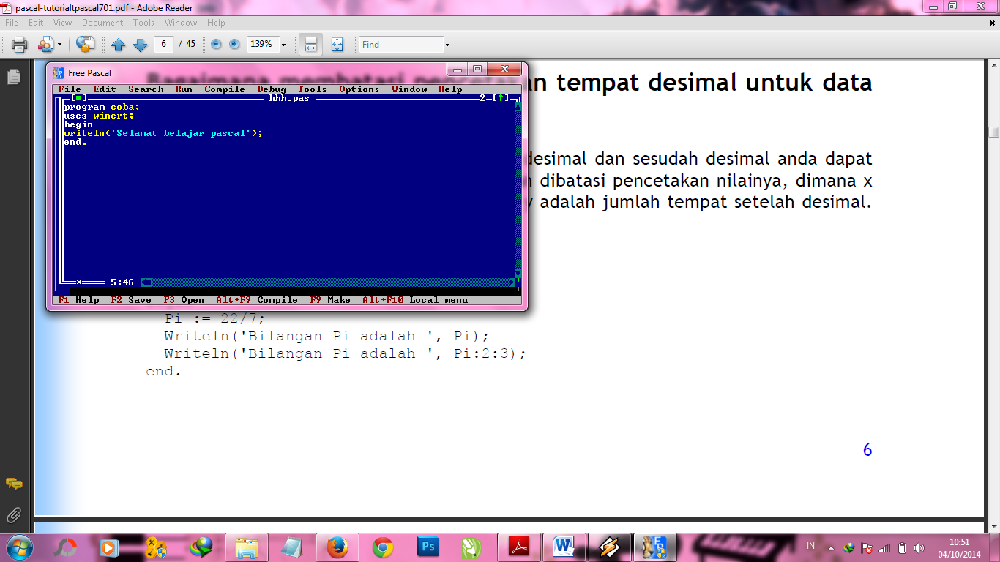 pascal-tutorialtpascal701.pdf - Adobe Reader
File Edit View Document Tools Window Help
6 / 45 139% Find
Bagaimana membatasi pencetakan tempat desimal untuk data
Free Pascal
File Edit Search Run Compile Debug Tools Options Window Help
[■] hhh.pas 2=[↑]
program coba;
uses wincrt;
begin
writeln('Selamat belajar pascal');
end.
5:46
F1 Help F2 Save F3 Open Alt+F9 Compile F9 Make Alt+F10 Local menu
desimal dan sesudah desimal anda dapat
dibatasi pencetakan nilainya, dimana x
y adalah jumlah tempat setelah desimal.
Pi := 22/7;
Writeln('Bilangan Pi adalah ', Pi);
Writeln('Bilangan Pi adalah ', Pi:2:3);
end.
6
Ps
W
IN
10:51
04/10/2014